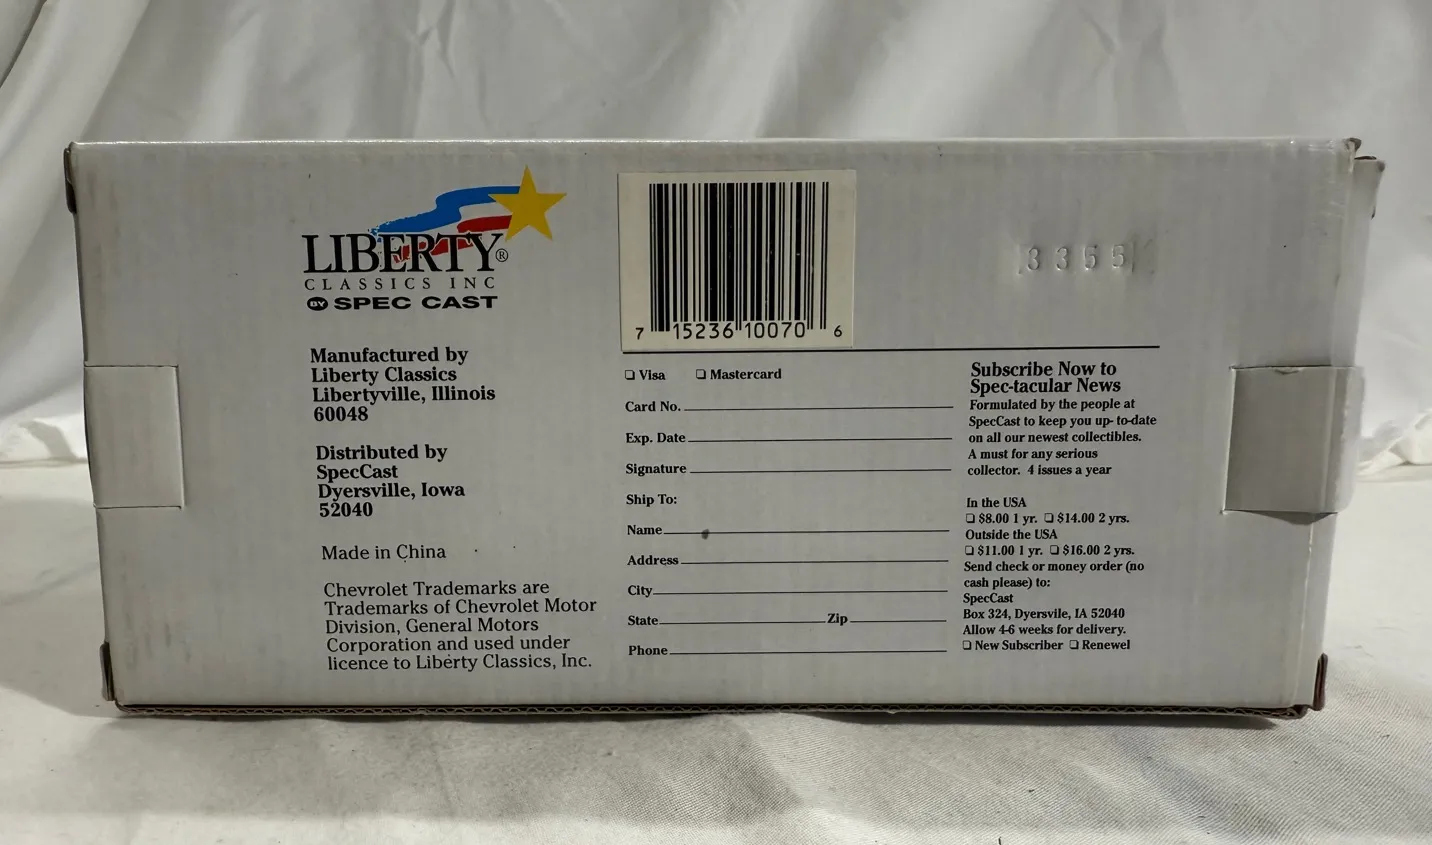 LIBERTY®
CLASSICS INC
BY SPEC CAST
Manufactured by
Liberty Classics
Libertyville, Illinois
60048
Distributed by
SpecCast
Dyersville, Iowa
52040
Made in China
Chevrolet Trademarks are
Trademarks of Chevrolet Motor
Division, General Motors
Corporation and used under
licence to Liberty Classics, Inc.
7 15236 10070 6
3355
❏ Visa ❏ Mastercard
Card No.
Exp. Date
Signature
Ship To:
Name
Address
City
State Zip
Phone
Subscribe Now to
Spec-tacular News
Formulated by the people at
SpecCast to keep you up- to-date
on all our newest collectibles.
A must for any serious
collector. 4 issues a year
In the USA
❏ $8.00 1 yr. ❏ $14.00 2 yrs.
Outside the USA
❏ $11.00 1 yr. ❏ $16.00 2 yrs.
Send check or money order (no
cash please) to:
SpecCast
Box 324, Dyersvile, IA 52040
Allow 4-6 weeks for delivery.
❏ New Subscriber ❏ Renewel